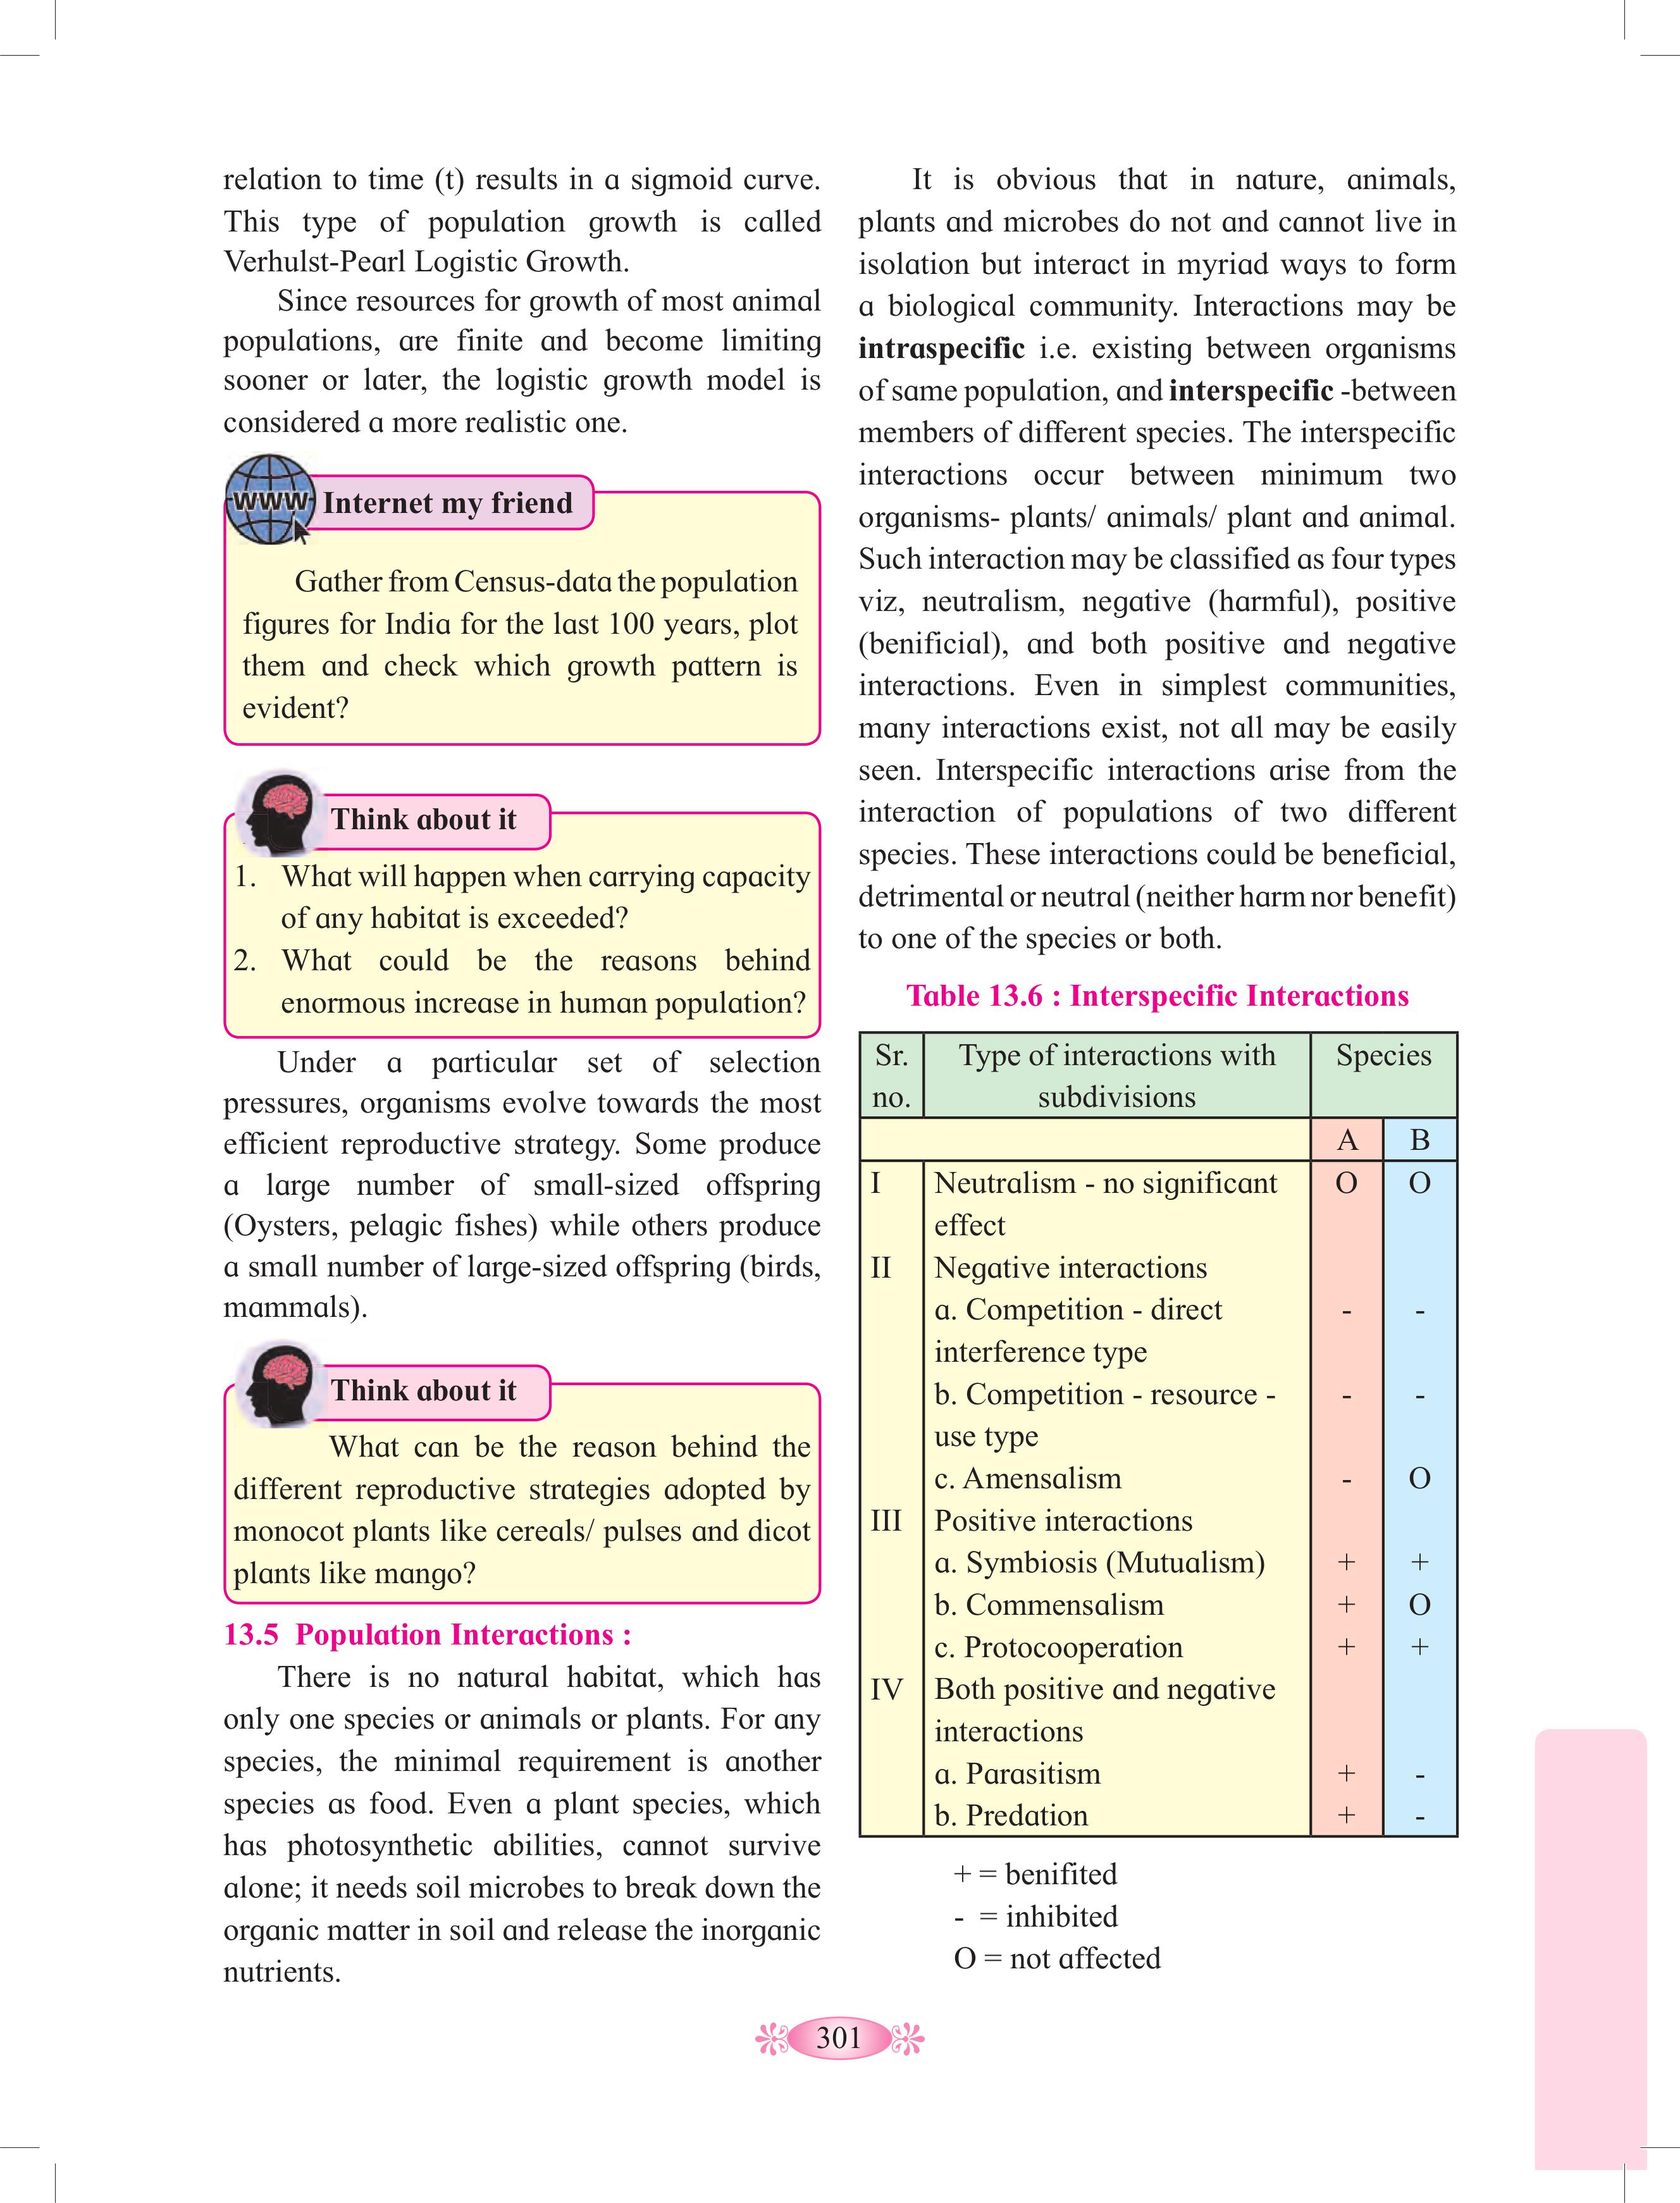 relation to time (t) results in a sigmoid curve.
This type of population growth is called
Verhulst-Pearl Logistic Growth.
Since resources for growth of most animal
populations, are finite and become limiting
sooner or later, the logistic growth model is
considered a more realistic one.
WWW Internet my friend
Gather from Census-data the population
figures for India for the last 100 years, plot
them and check which growth pattern is
evident?
Think about it
1. What will happen when carrying capacity
of any habitat is exceeded?
2. What could be the reasons behind
enormous increase in human population?
Under a particular set of selection
pressures, organisms evolve towards the most
efficient reproductive strategy. Some produce
a large number of small-sized offspring
(Oysters, pelagic fishes) while others produce
a small number of large-sized offspring (birds,
mammals).
Think about it
What can be the reason behind the
different reproductive strategies adopted by
monocot plants like cereals/ pulses and dicot
plants like mango?
13.5 Population Interactions :
There is no natural habitat, which has
only one species or animals or plants. For any
species, the minimal requirement is another
species as food. Even a plant species, which
has photosynthetic abilities, cannot survive
alone; it needs soil microbes to break down the
organic matter in soil and release the inorganic
nutrients.
It is obvious that in nature, animals,
plants and microbes do not and cannot live in
isolation but interact in myriad ways to form
a biological community. Interactions may be
intraspecific i.e. existing between organisms
of same population, and interspecific -between
members of different species. The interspecific
interactions occur between minimum two
organisms- plants/ animals/ plant and animal.
Such interaction may be classified as four types
viz, neutralism, negative (harmful), positive
(benificial), and both positive and negative
interactions. Even in simplest communities,
many interactions exist, not all may be easily
seen. Interspecific interactions arise from the
interaction of populations of two different
species. These interactions could be beneficial,
detrimental or neutral (neither harm nor benefit)
to one of the species or both.
Table 13.6 : Interspecific Interactions
Sr. Type of interactions with Species
no. subdivisions
A B
I Neutralism - no significant O O
effect
II Negative interactions
a. Competition - direct - -
interference type
b. Competition - resource - - -
use type
c. Amensalism - O
III Positive interactions
a. Symbiosis (Mutualism) + +
b. Commensalism + O
c. Protocooperation + +
IV Both positive and negative
interactions
a. Parasitism + -
b. Predation + -
+ = benifited
- = inhibited
O = not affected
301